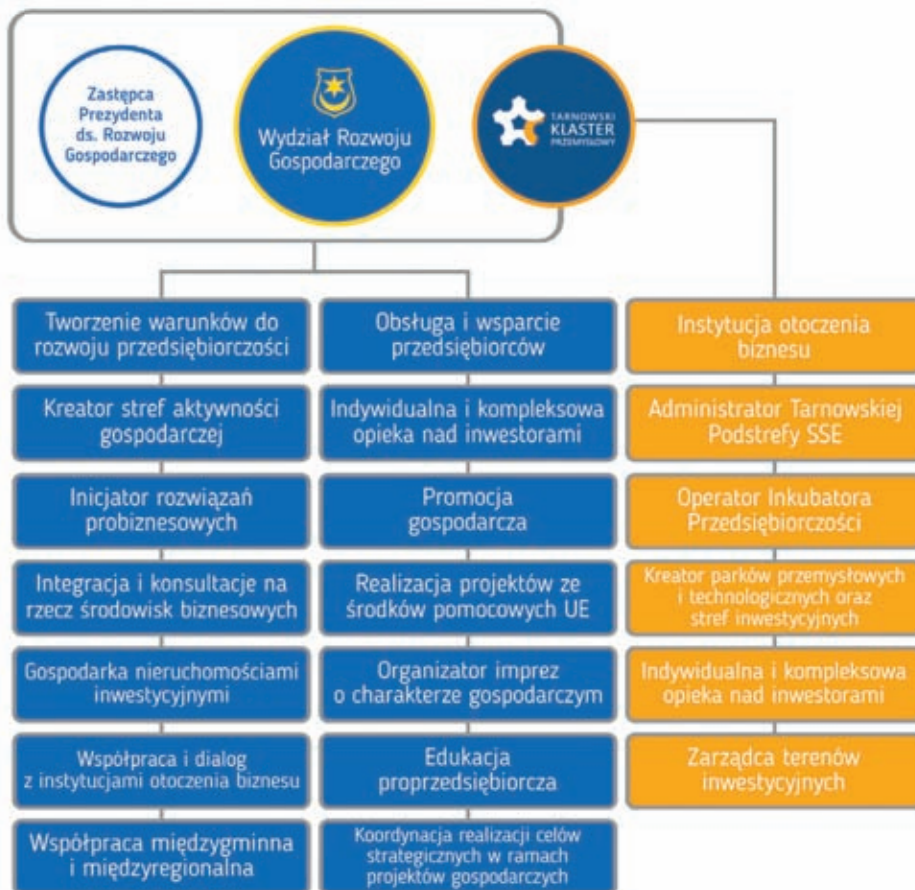 Zastępca
Prezydenta
ds. Rozwoju
Gospodarczego
Wydział Rozwoju
Gospodarczego
TARNOWSKI
KLASTER
PRZEMYSŁOWY
Tworzenie warunków do
rozwoju przedsiębiorczości
Kreator stref aktywności
gospodarczej
Inicjator rozwiązań
probiznesowych
Integracja i konsultacje na
rzecz środowisk biznesowych
Gospodarka nieruchomościami
inwestycyjnymi
Współpraca i dialog
z instytucjami otoczenia biznesu
Współpraca międzygminna
i międzyregionalna
Obsługa i wsparcie
przedsiębiorców
Indywidualna i kompleksowa
opieka nad inwestorami
Promocja
gospodarcza
Realizacja projektów ze
środków pomocowych UE
Organizator imprez
o charakterze gospodarczym
Edukacja
proprzedsiębiorcza
Koordynacja realizacji celów
strategicznych w ramach
projektów gospodarczych
Instytucja otoczenia
biznesu
Administrator Tarnowskiej
Podstrefy SSE
Operator Inkubatora
Przedsiębiorczości
Kreator parków przemysłowych
i technologicznych oraz
stref inwestycyjnych
Indywidualna i kompleksowa
opieka nad inwestorami
Zarządca terenów
inwestycyjnych